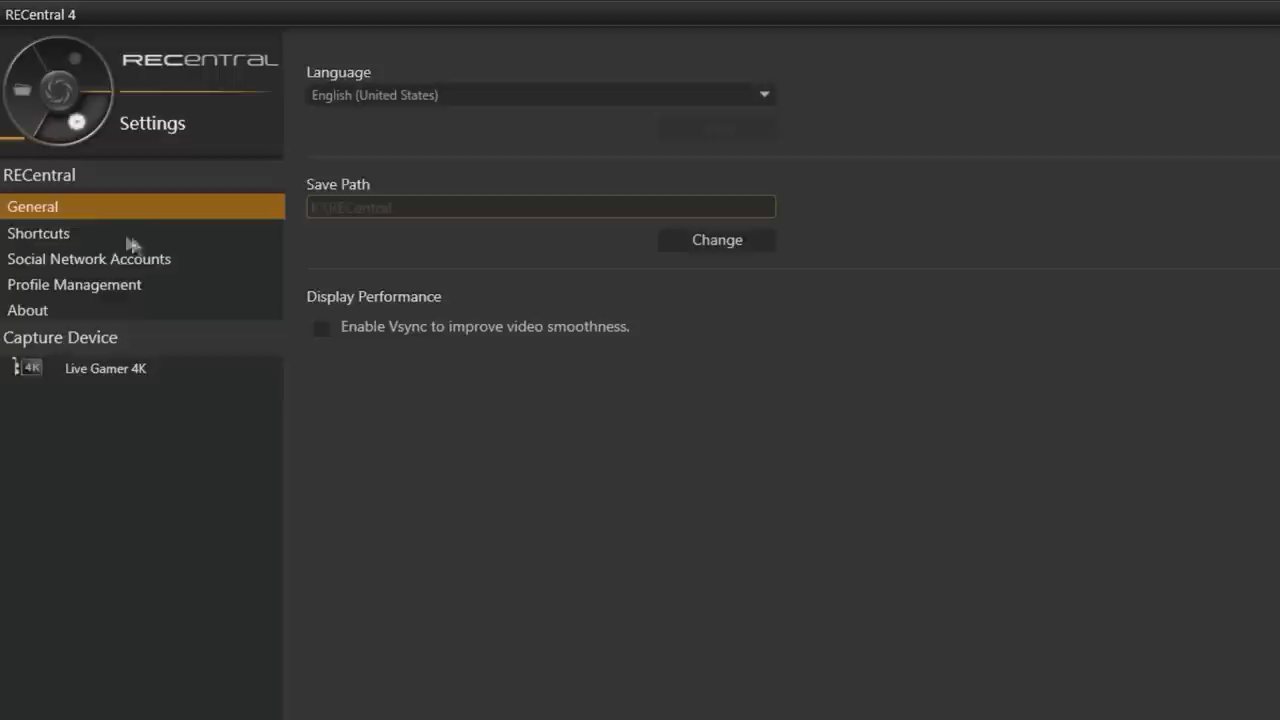 RECentral 4
RECentral
Settings
RECentral
General
Shortcuts
Social Network Accounts
Profile Management
About
Capture Device
4K
Live Gamer 4K
Language
English (United States)
Save Path
Change
Display Performance
Enable Vsync to improve video smoothness.